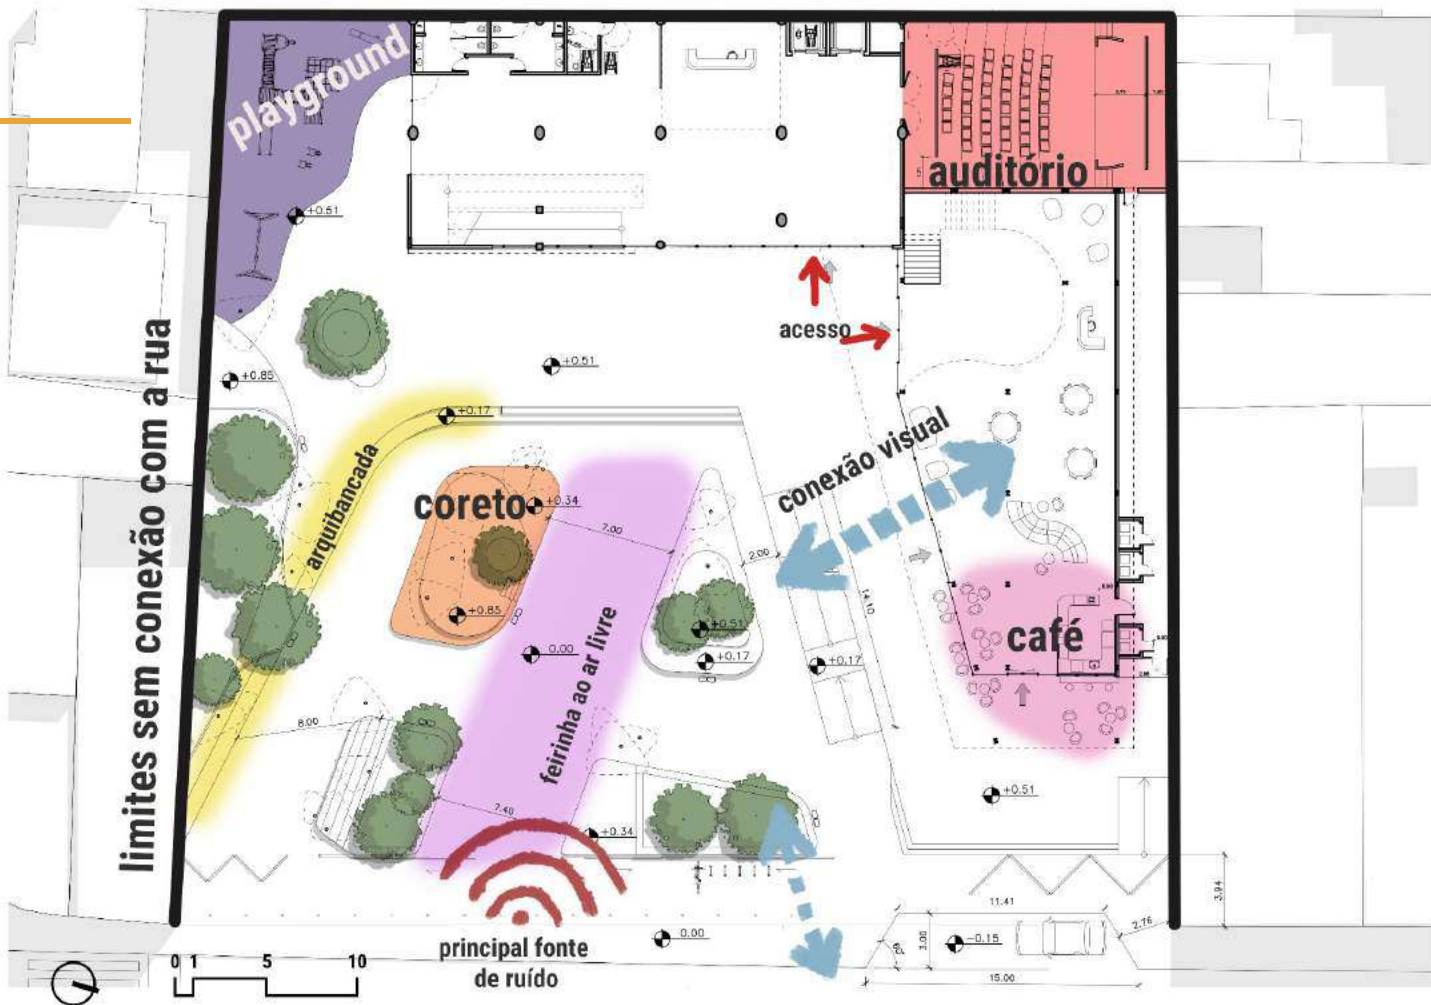 playground
auditório
+0.51
acesso
+0.85
+0.51
+0.17
limites sem conexão com a rua
arquibancada
coreto
+0.34
7.00
conexão visual
2.00
14.10
+0.85
0.00
feirinha ao ar livre
+0.51
+0.17
+0.17
café
8.00
7.40
+0.34
+0.51
principal fonte
de ruído
0.00
11.41
3.00
-0.15
15.00
2.76
3.94
0 1 5 10